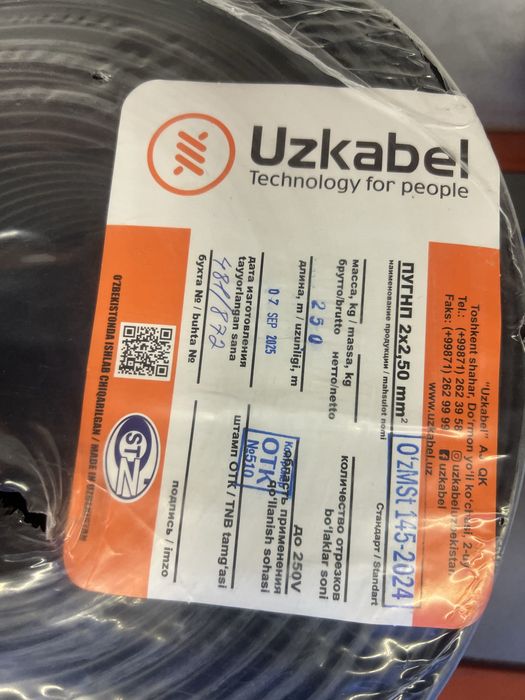 Uzkabel
Technology for people
"Uzkabel" A. QK
Toshkent shahar, Do'rmon yo'li ko'chasi, 2-uy
Tel.: (+99871) 262 39 58
uzkabeluzbekistan
Faks: (+99871) 262 99 99
uzkabel
www.uzkabel.uz
ПУГНП 2x2,50 mm²
O'zMSt 145-2024
наименование продукции / mahsulot nomi
Стандарт / Standart
масса, kg / massa, kg
брутто/brutto нетто/netto
количество отрезков
bo'laklar soni
250
до 250V
длина, m / uzunligi, m
область применения
qo'llanish sohasi
07 SEP 2025
ОТК
№510
дата изготовления
tayyorlangan sana
штамп ОТК / TNB tamg'asi
481/872
бухта № / buhta №
подпись / imzo
STZ
O'ZBEKISTONDA ISHLAB CHIQARILGAN / MADE IN UZBEKISTAN